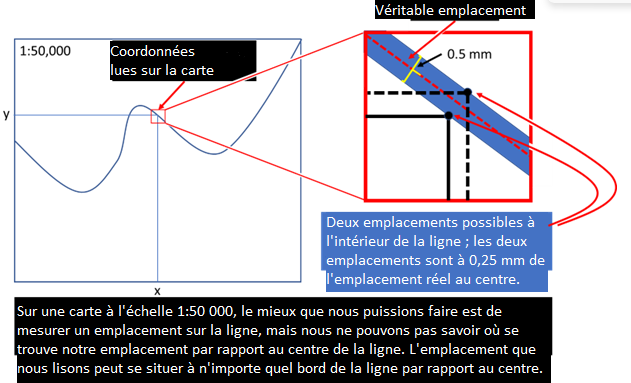 Véritable emplacement
1:50,000
Coordonnées
lues sur la carte
0.5 mm
y
x
Deux emplacements possibles à
l'intérieur de la ligne ; les deux
emplacements sont à 0,25 mm de
l'emplacement réel au centre.
Sur une carte à l'échelle 1:50 000, le mieux que nous puissions faire est de
mesurer un emplacement sur la ligne, mais nous ne pouvons pas savoir où se
trouve notre emplacement par rapport au centre de la ligne. L'emplacement que
nous lisons peut se situer à n'importe quel bord de la ligne par rapport au centre.